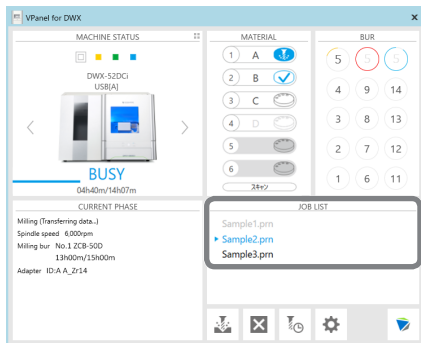 VPanel for DWX
MACHINE STATUS
DWX-52DCi
USB[A]
BUSY
04h40m/14h07m
MATERIAL
1 A
2 B
3 C
4 D
5
6
スキャン
BUR
5 5 5
4 9 14
3 8 13
2 7 12
1 6 11
CURRENT PHASE
Milling (Transferring data...)
Spindle speed 6,000rpm
Milling bur No.1 ZCB-50D
13h00m/15h00m
Adapter ID:A A_Zr14
JOB LIST
Sample1.prn
Sample2.prn
Sample3.prn